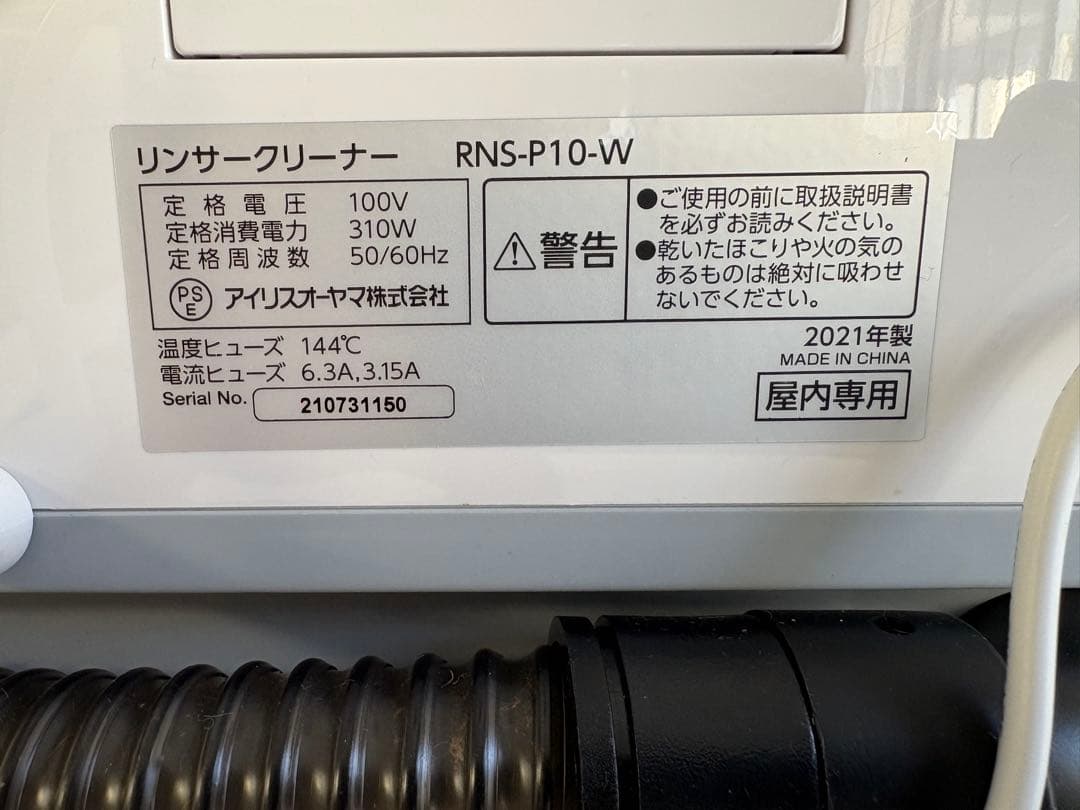 リンサークリーナー RNS-P10-W
定格電圧 100V
定格消費電力 310W
定格周波数 50/60Hz
PSE アイリスオーヤマ株式会社
⚠警告
●ご使用の前に取扱説明書
を必ずお読みください。
●乾いたほこりや火の気の
あるものは絶対に吸わせ
ないでください。
温度ヒューズ 144℃
電流ヒューズ 6.3A,3.15A
Serial No. 210731150
2021年製
MADE IN CHINA
屋内専用